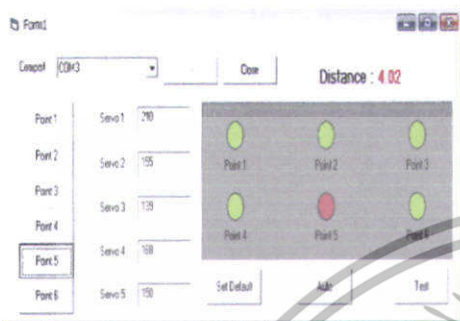 Form1
Comport COM3 Close Distance : 4.02
Point 1 Servo 1 210
Point 2 Servo 2 155
Point 3 Servo 3 139
Point 4 Servo 4 168
Point 5 Servo 5 150
Point 6
Point 1 Point 2 Point 3
Point 4 Point 5 Point 6
Set Default Auto Test